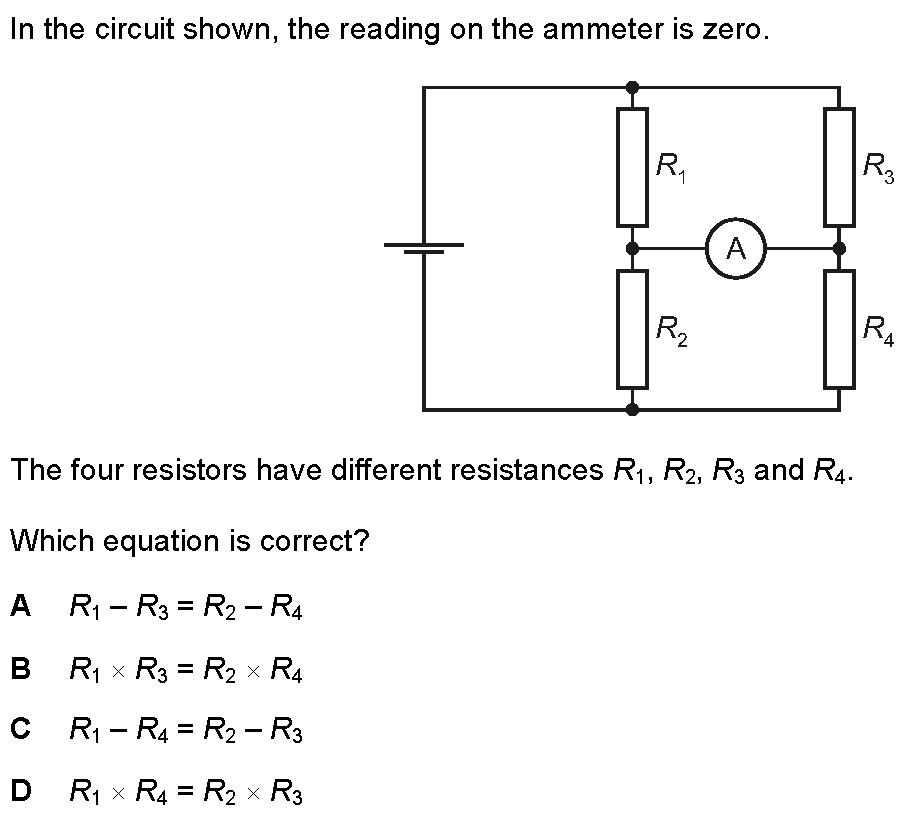 In the circuit shown, the reading on the ammeter is zero.
R₁
R₃
A
R₂
R₄
The four resistors have different resistances R₁, R₂, R₃ and R₄.
Which equation is correct?
A R₁ – R₃ = R₂ – R₄
B R₁ × R₃ = R₂ × R₄
C R₁ – R₄ = R₂ – R₃
D R₁ × R₄ = R₂ × R₃